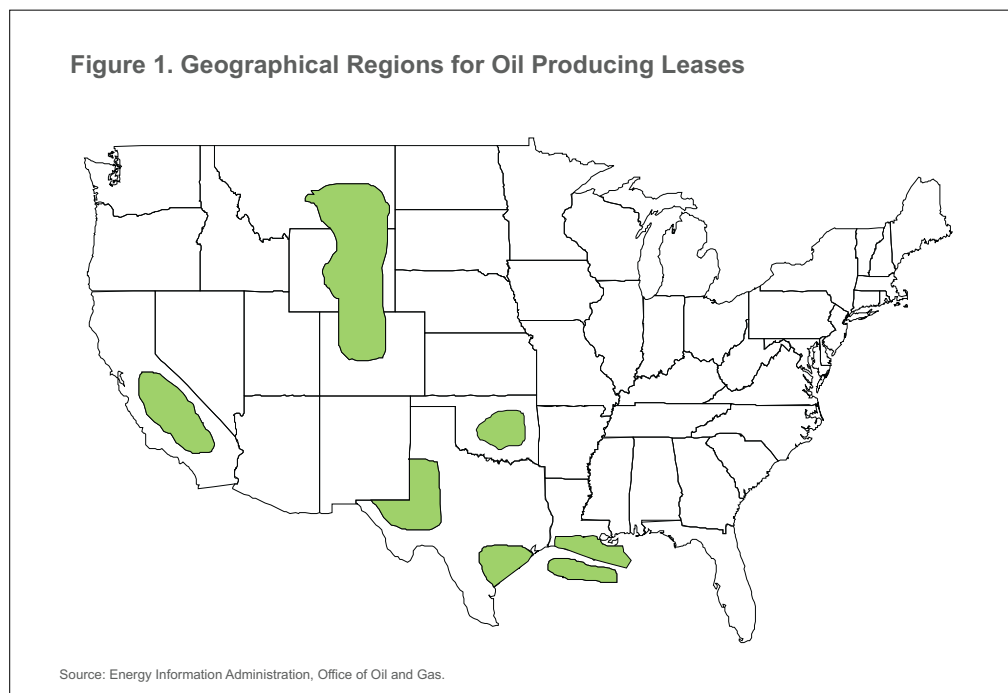 Figure 1. Geographical Regions for Oil Producing Leases
Source: Energy Information Administration, Office of Oil and Gas.